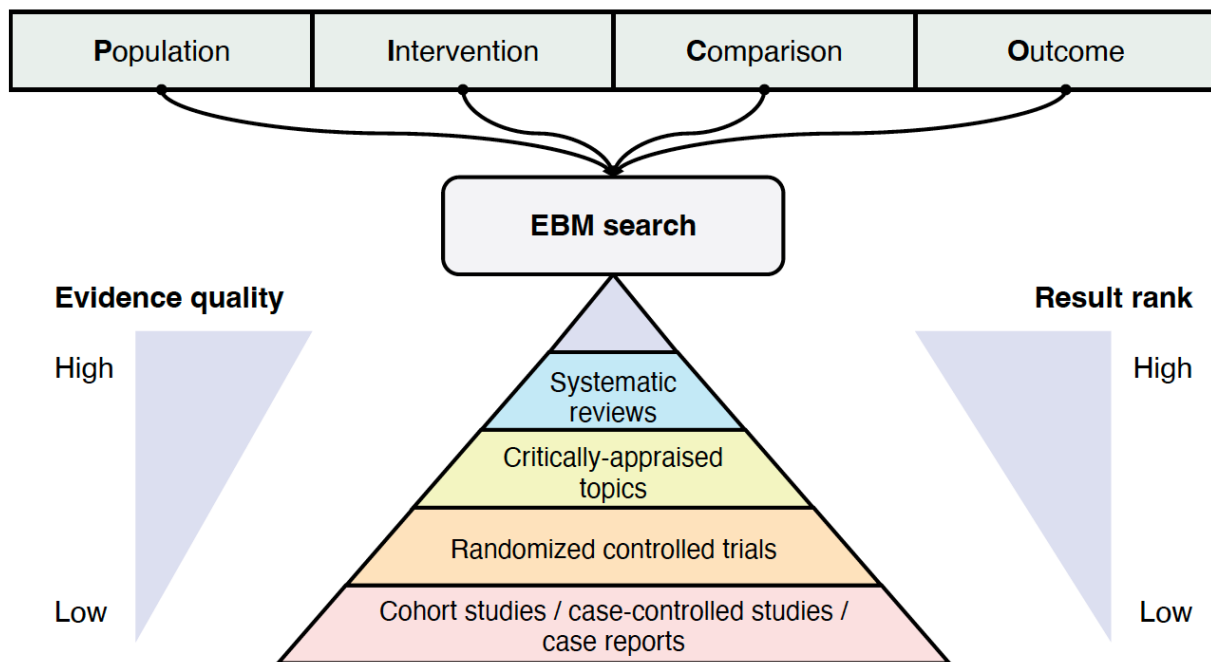 Population
Intervention
Comparison
Outcome
EBM search
Evidence quality
Result rank
High
High
Systematic
reviews
Critically-appraised
topics
Randomized controlled trials
Low
Cohort studies / case-controlled studies /
case reports
Low